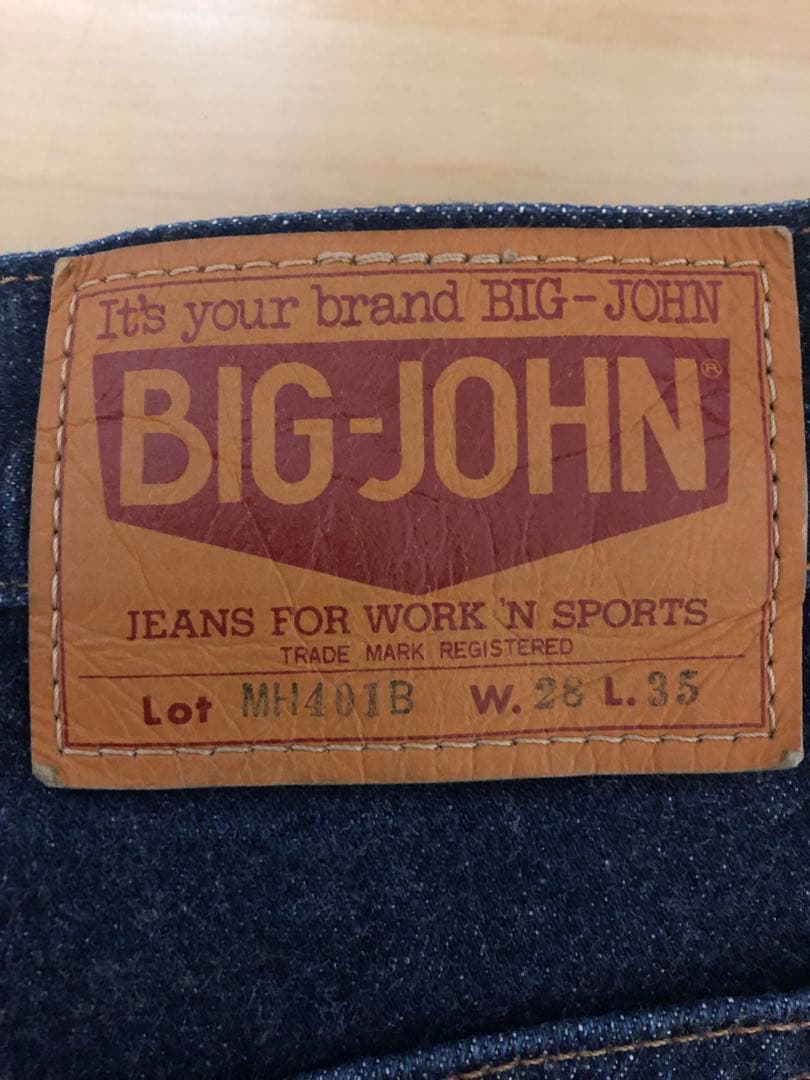 It's your brand BIG-JOHN
BIG-JOHN®
JEANS FOR WORK 'N SPORTS
TRADE MARK REGISTERED
Lot MH401B W. 28 L. 35